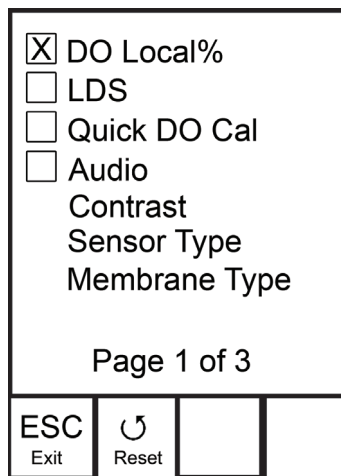 X DO Local%
LDS
Quick DO Cal
Audio
Contrast
Sensor Type
Membrane Type
Page 1 of 3
ESC
Exit
Reset